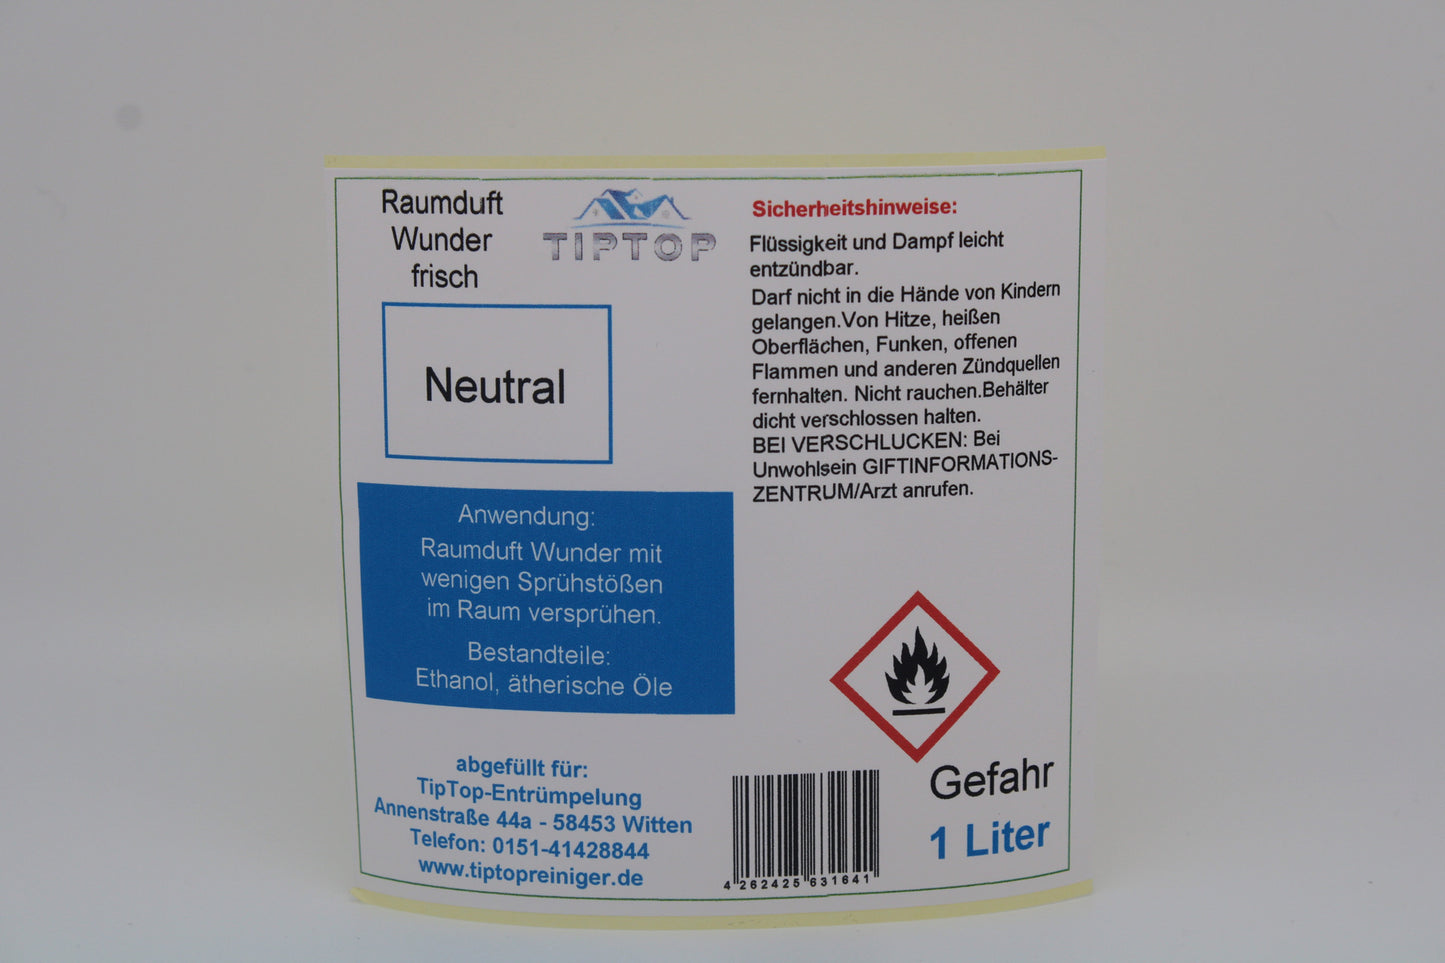 Raumduft
Wunder
frisch
TIPTOP
Neutral
Anwendung:
Raumduft Wunder mit
wenigen Sprühstößen
im Raum versprühen.
Bestandteile:
Ethanol, ätherische Öle
abgefüllt für:
TipTop-Entrümpelung
Annenstraße 44a - 58453 Witten
Telefon: 0151-41428844
www.tiptopreiniger.de
Sicherheitshinweise:
Flüssigkeit und Dampf leicht
entzündbar.
Darf nicht in die Hände von Kindern
gelangen.Von Hitze, heißen
Oberflächen, Funken, offenen
Flammen und anderen Zündquellen
fernhalten. Nicht rauchen.Behälter
dicht verschlossen halten.
BEI VERSCHLUCKEN: Bei
Unwohlsein GIFTINFORMATIONS-
ZENTRUM/Arzt anrufen.
Gefahr
1 Liter
4 262425 631641